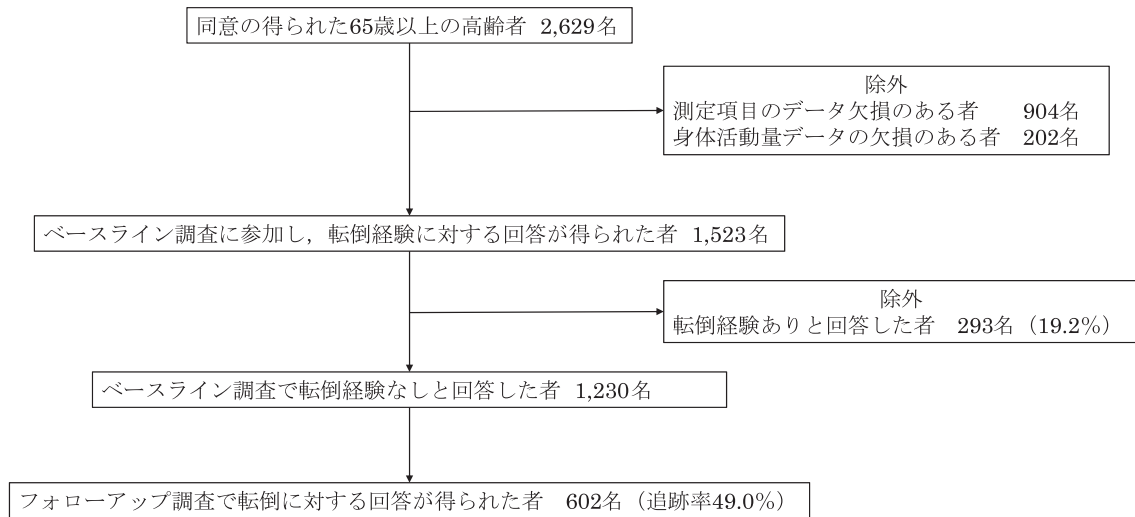 同意の得られた65歳以上の高齢者 2,629名
除外
測定項目のデータ欠損のある者 904名
身体活動量データの欠損のある者 202名
ベースライン調査に参加し，転倒経験に対する回答が得られた者 1,523名
除外
転倒経験ありと回答した者 293名（19.2%）
ベースライン調査で転倒経験なしと回答した者 1,230名
フォローアップ調査で転倒に対する回答が得られた者 602名（追跡率49.0%）